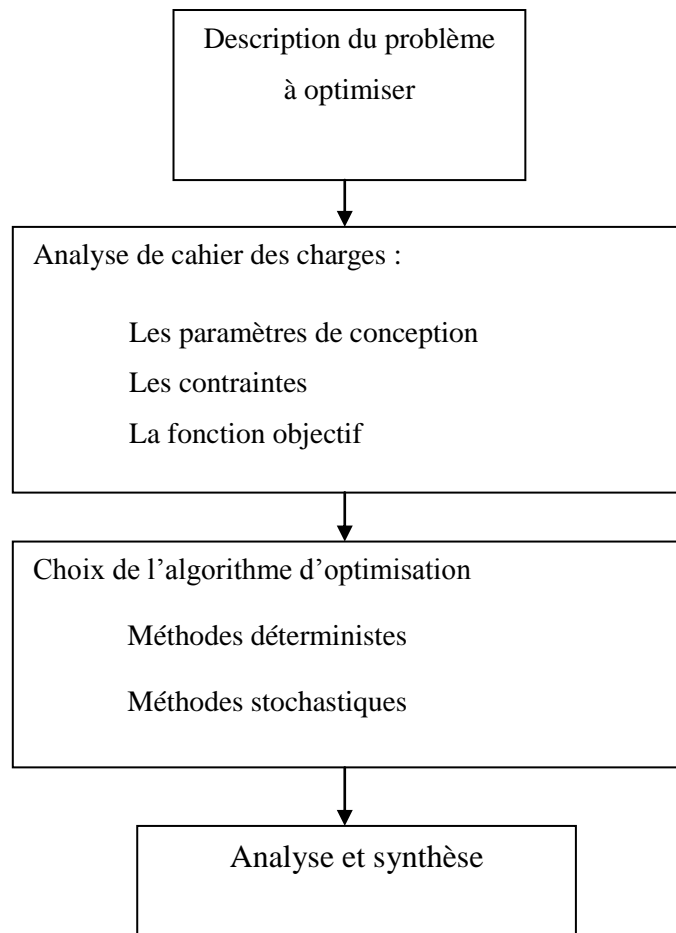 Description du problème
à optimiser
Analyse de cahier des charges :
Les paramètres de conception
Les contraintes
La fonction objectif
Choix de l’algorithme d’optimisation
Méthodes déterministes
Méthodes stochastiques
Analyse et synthèse